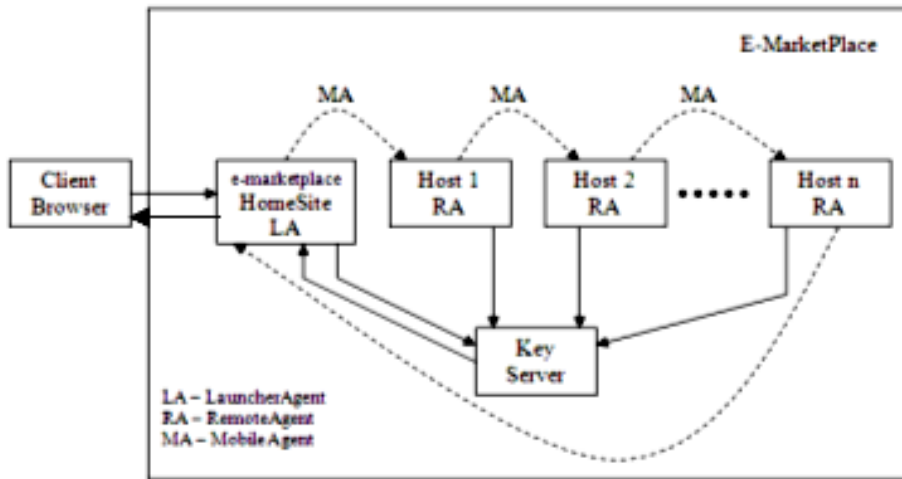 E-MarketPlace
MA
MA
MA
Client
Browser
e-marketplace
HomeSite
LA
Host 1
RA
Host 2
RA
Host n
RA
Key
Server
LA – LauncherAgent
RA – RemoteAgent
MA – MobileAgent